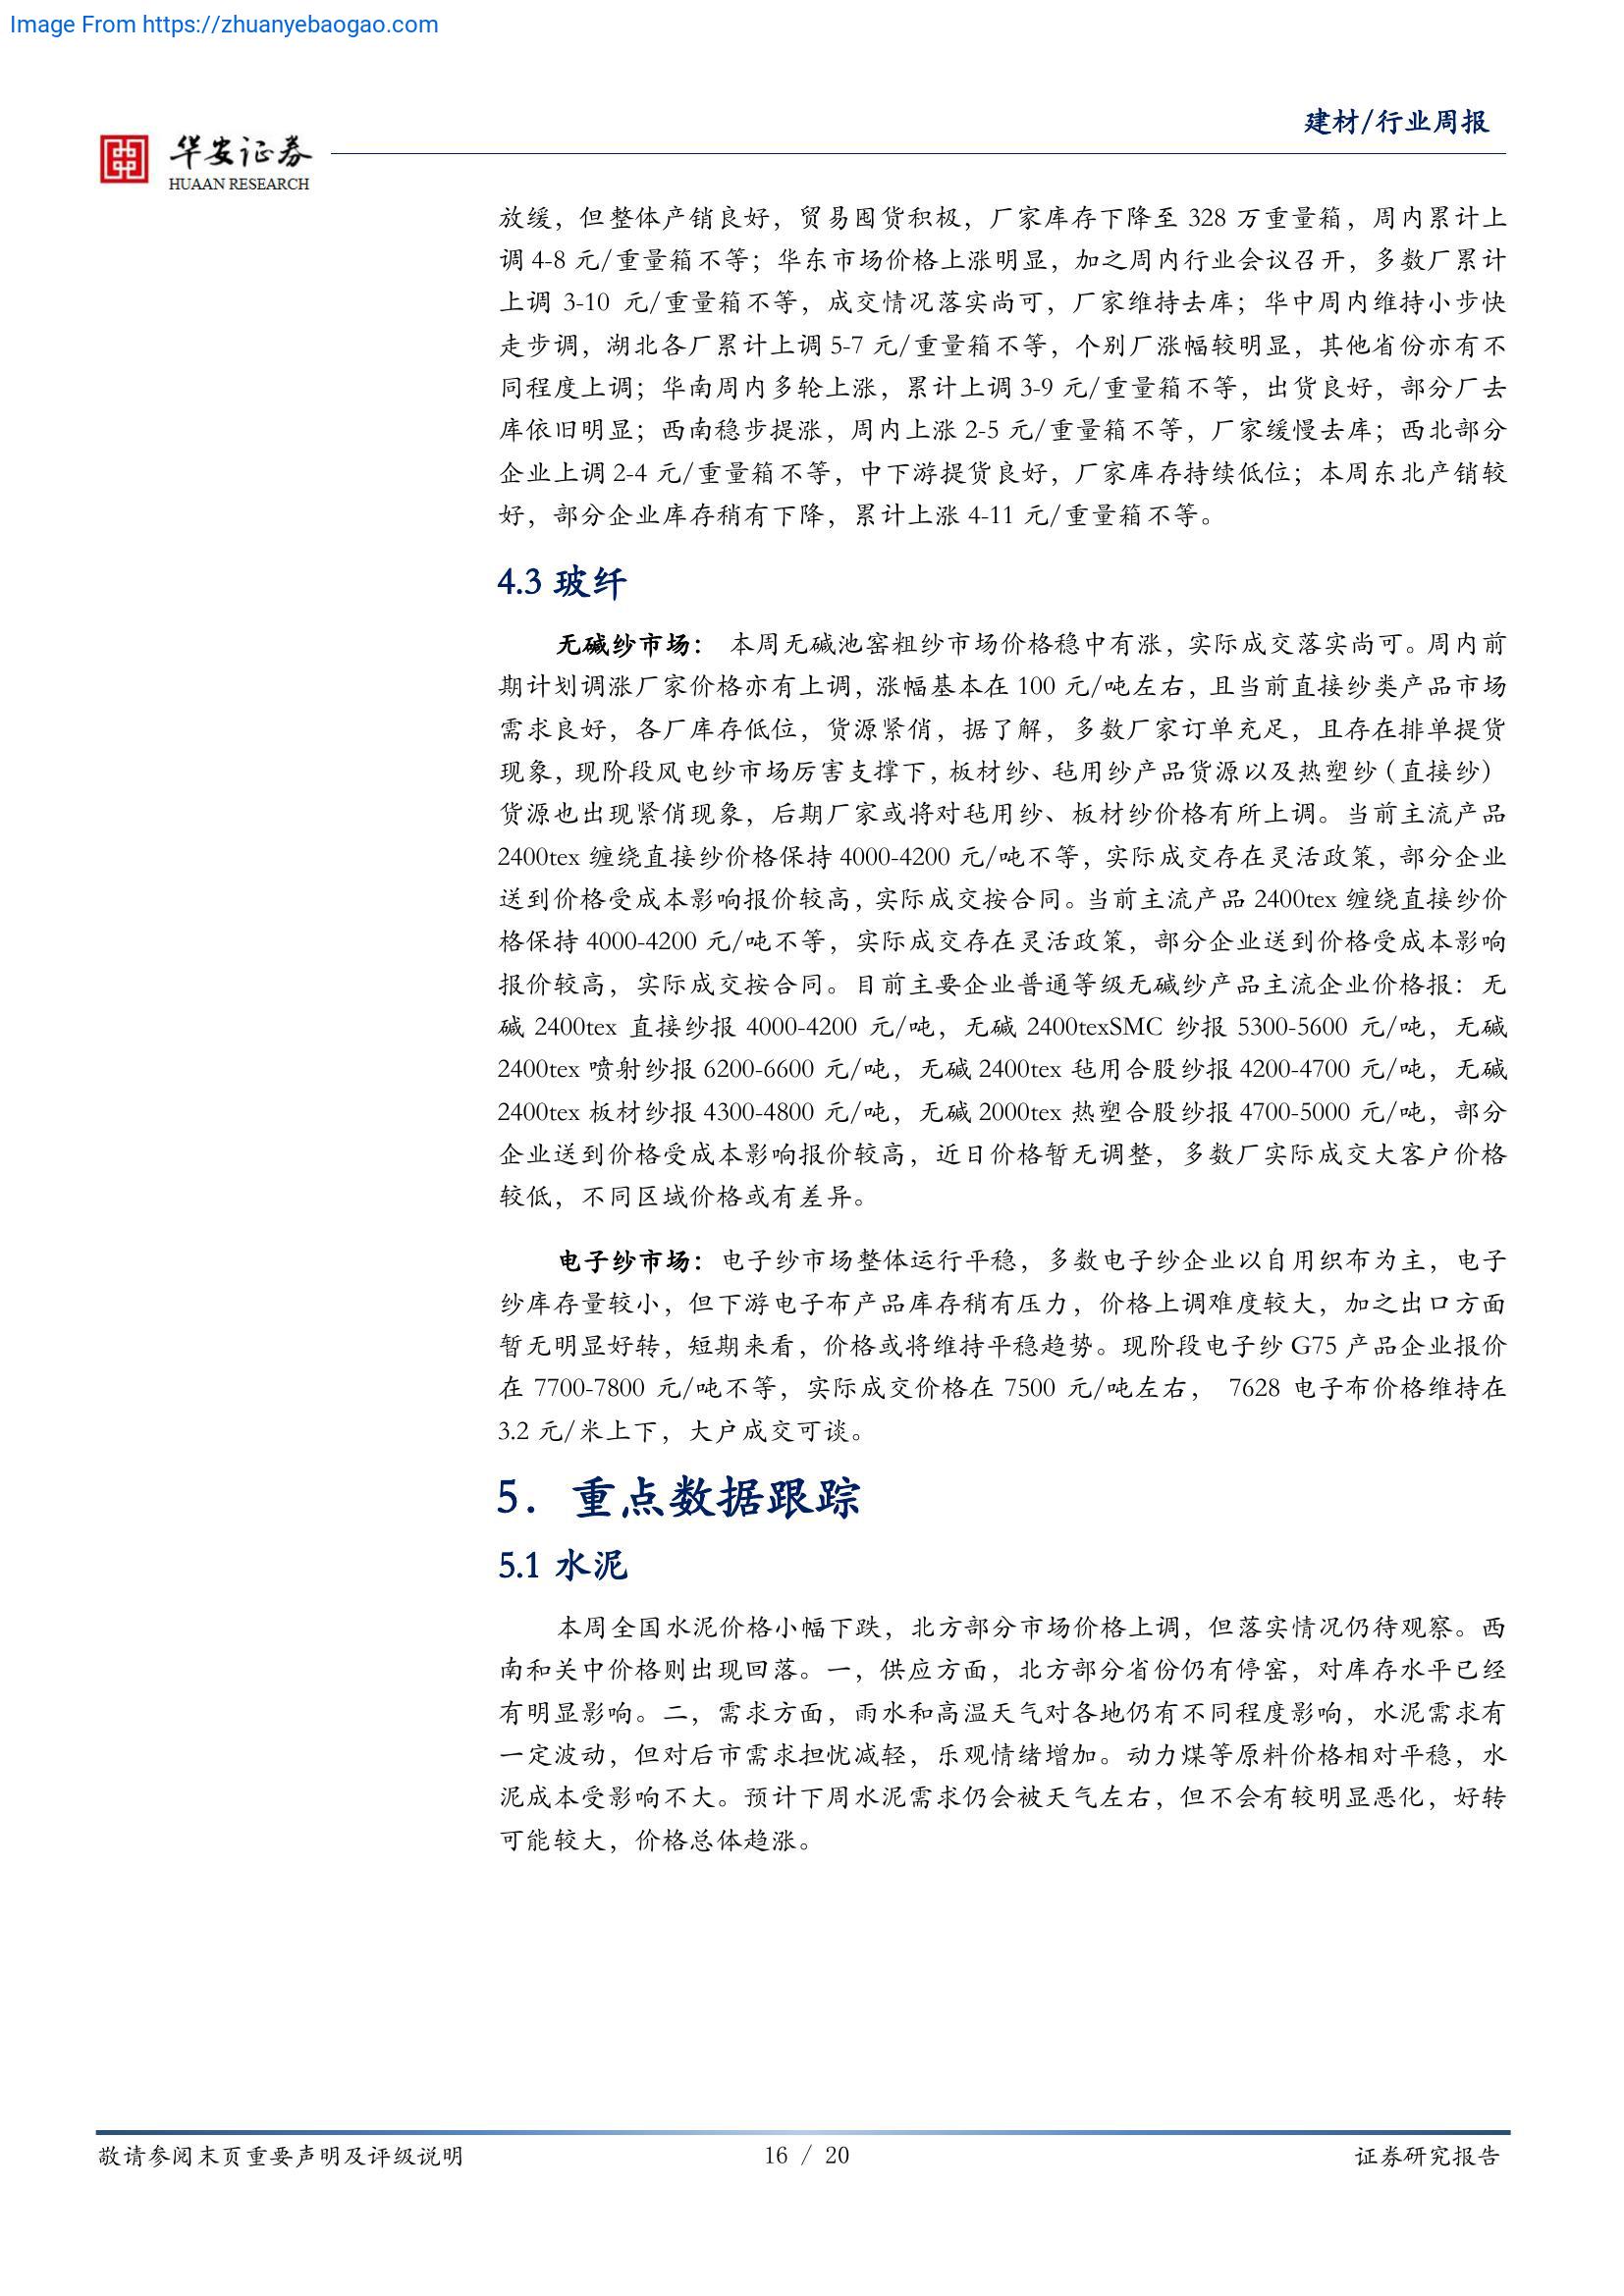 Image From https://zhuanyebaogao.com
建材/行业周报
华安证券
HUAAN RESEARCH
放缓，但整体产销良好，贸易囤货积极，厂家库存下降至 328 万重量箱，周内累计上
调 4-8 元/重量箱不等；华东市场价格上涨明显，加之周内行业会议召开，多数厂累计
上调 3-10 元/重量箱不等，成交情况落实尚可，厂家维持去库；华中周内维持小步快
走步调，湖北各厂累计上调 5-7 元/重量箱不等，个别厂涨幅较明显，其他省份亦有不
同程度上调；华南周内多轮上涨，累计上调 3-9 元/重量箱不等，出货良好，部分厂去
库依旧明显；西南稳步提涨，周内上涨 2-5 元/重量箱不等，厂家缓慢去库；西北部分
企业上调 2-4 元/重量箱不等，中下游提货良好，厂家库存持续低位；本周东北产销较
好，部分企业库存稍有下降，累计上涨 4-11 元/重量箱不等。
4.3 玻纤
无碱纱市场： 本周无碱池窑粗纱市场价格稳中有涨，实际成交落实尚可。周内前
期计划调涨厂家价格亦有上调，涨幅基本在 100 元/吨左右，且当前直接纱类产品市场
需求良好，各厂库存低位，货源紧俏，据了解，多数厂家订单充足，且存在排单提货
现象，现阶段风电纱市场厉害支撑下，板材纱、毡用纱产品货源以及热塑纱（直接纱）
货源也出现紧俏现象，后期厂家或将对毡用纱、板材纱价格有所上调。当前主流产品
2400tex 缠绕直接纱价格保持 4000-4200 元/吨不等，实际成交存在灵活政策，部分企业
送到价格受成本影响报价较高，实际成交按合同。当前主流产品 2400tex 缠绕直接纱价
格保持 4000-4200 元/吨不等，实际成交存在灵活政策，部分企业送到价格受成本影响
报价较高，实际成交按合同。目前主要企业普通等级无碱纱产品主流企业价格报：无
碱 2400tex 直接纱报 4000-4200 元/吨，无碱 2400texSMC 纱报 5300-5600 元/吨，无碱
2400tex 喷射纱报 6200-6600 元/吨，无碱 2400tex 毡用合股纱报 4200-4700 元/吨，无碱
2400tex 板材纱报 4300-4800 元/吨，无碱 2000tex 热塑合股纱报 4700-5000 元/吨，部分
企业送到价格受成本影响报价较高，近日价格暂无调整，多数厂实际成交大客户价格
较低，不同区域价格或有差异。
电子纱市场：电子纱市场整体运行平稳，多数电子纱企业以自用织布为主，电子
纱库存量较小，但下游电子布产品库存稍有压力，价格上调难度较大，加之出口方面
暂无明显好转，短期来看，价格或将维持平稳趋势。现阶段电子纱 G75 产品企业报价
在 7700-7800 元/吨不等，实际成交价格在 7500 元/吨左右， 7628 电子布价格维持在
3.2 元/米上下，大户成交可谈。
5. 重点数据跟踪
5.1 水泥
本周全国水泥价格小幅下跌，北方部分市场价格上调，但落实情况仍待观察。西
南和关中价格则出现回落。一，供应方面，北方部分省份仍有停窑，对库存水平已经
有明显影响。二，需求方面，雨水和高温天气对各地仍有不同程度影响，水泥需求有
一定波动，但对后市需求担忧减轻，乐观情绪增加。动力煤等原料价格相对平稳，水
泥成本受影响不大。预计下周水泥需求仍会被天气左右，但不会有较明显恶化，好转
可能较大，价格总体趋涨。
敬请参阅末页重要声明及评级说明
16 / 20
证券研究报告